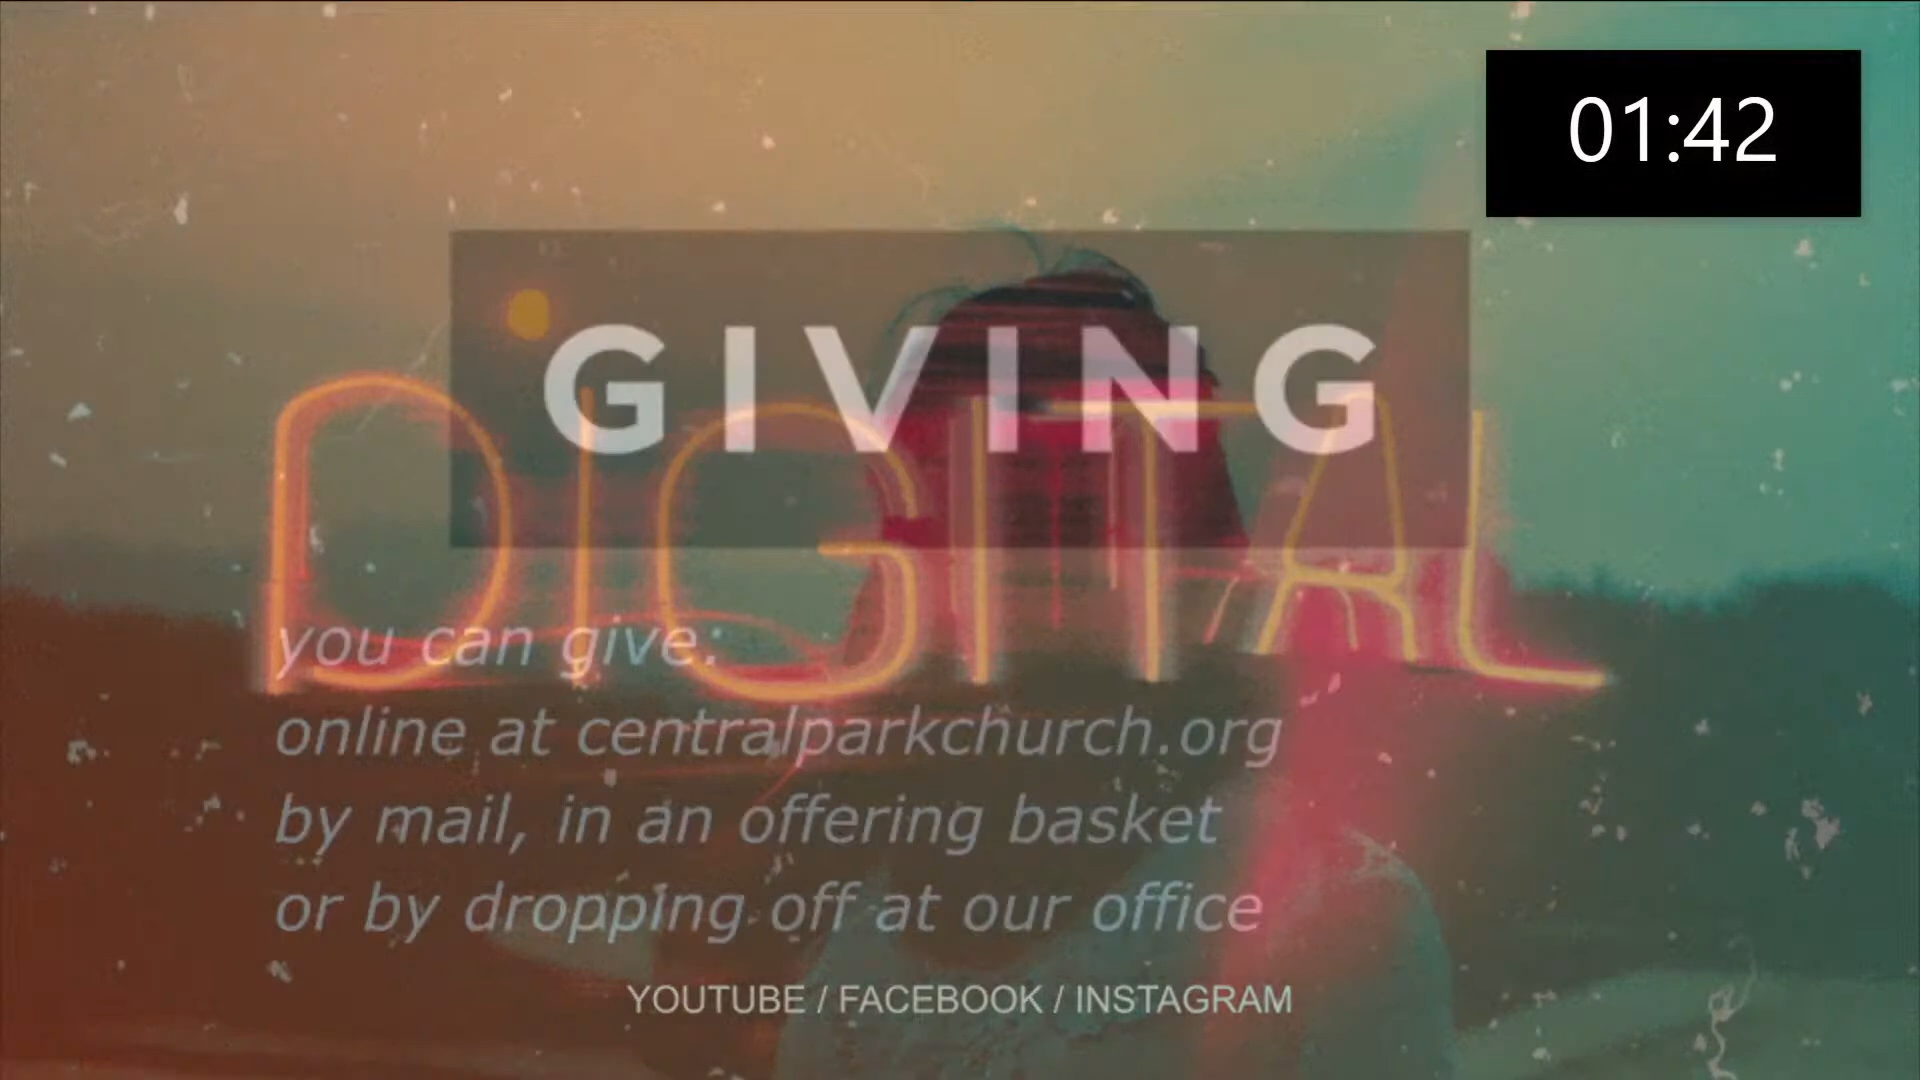 01:42
GIVING
DIGITAL
you can give:
online at centralparkchurch.org
by mail, in an offering basket
or by dropping off at our office
YOUTUBE / FACEBOOK / INSTAGRAM